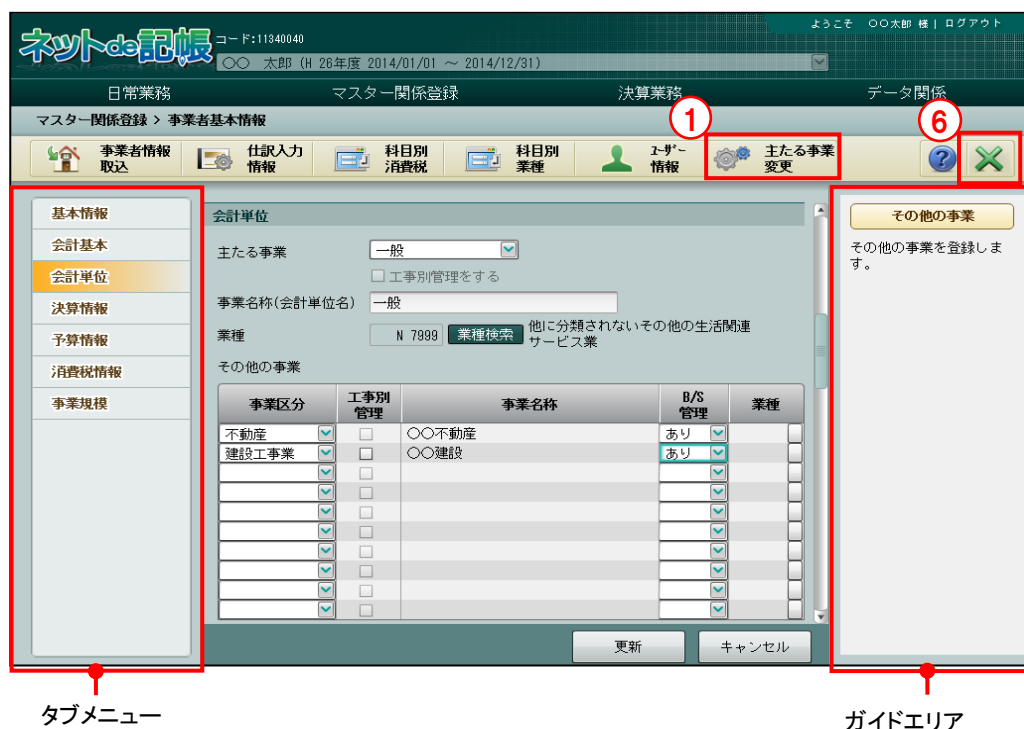 ようこそ 〇〇太郎 様 | ログアウト
ネットde記帳 コード:11340040
〇〇 太郎 (H 26年度 2014/01/01 ～ 2014/12/31)
日常業務 マスター関係登録 決算業務 データ関係
マスター関係登録 > 事業者基本情報
1 6
事業者情報
取込
仕訳入力
情報
科目別
消費税
科目別
業種
ﾕｰｻﾞｰ
情報
主たる事業
変更
?
基本情報
会計基本
会計単位
決算情報
予算情報
消費税情報
事業規模
会計単位
主たる事業 一般
工事別管理をする
事業名称(会計単位名) 一般
業種 N 7999 業種検索 他に分類されないその他の生活関連
サービス業
その他の事業
事業区分 工事別
管理 事業名称 B/S
管理 業種
不動産 〇〇不動産 あり
建設工事業 〇〇建設 あり
更新 キャンセル
その他の事業
その他の事業を登録しま
す。
タブメニュー
ガイドエリア